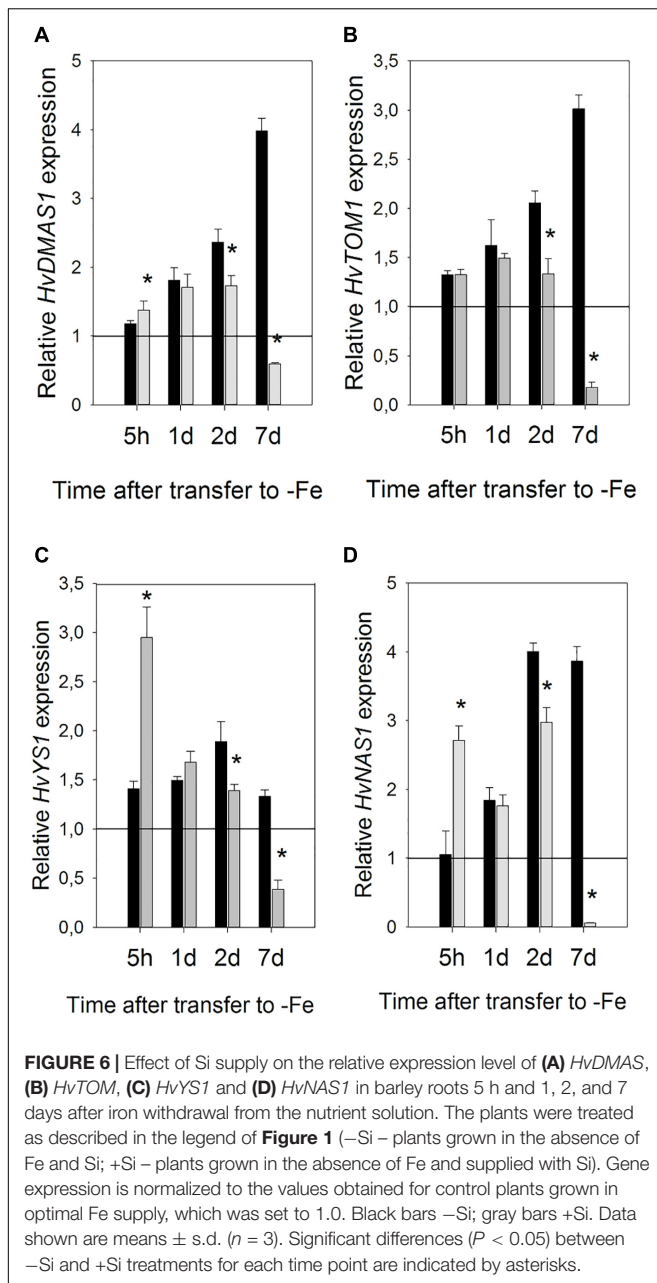 A
Relative HvDMAS1 expression
5
4
3
2
1
0
*
*
*
5h 1d 2d 7d
Time after transfer to -Fe
B
Relative HvTOM1 expression
3,5
3,0
2,5
2,0
1,5
1,0
0,5
0,0
*
*
5h 1d 2d 7d
Time after transfer to -Fe
C
Relative HvYS1 expression
3,5
3,0
2,5
2,0
1,5
1,0
0,5
0,0
*
*
*
5h 1d 2d 7d
Time after transfer to -Fe
D
Relative HvNAS1 expression
5
4
3
2
1
0
*
*
*
5h 1d 2d 7d
Time after transfer to -Fe
FIGURE 6 | Effect of Si supply on the relative expression level of (A) HvDMAS,
(B) HvTOM, (C) HvYS1 and (D) HvNAS1 in barley roots 5 h and 1, 2, and 7
days after iron withdrawal from the nutrient solution. The plants were treated
as described in the legend of Figure 1 (−Si – plants grown in the absence of
Fe and Si; +Si – plants grown in the absence of Fe and supplied with Si). Gene
expression is normalized to the values obtained for control plants grown in
optimal Fe supply, which was set to 1.0. Black bars −Si; gray bars +Si. Data
shown are means ± s.d. (n = 3). Significant differences (P < 0.05) between
−Si and +Si treatments for each time point are indicated by asterisks.